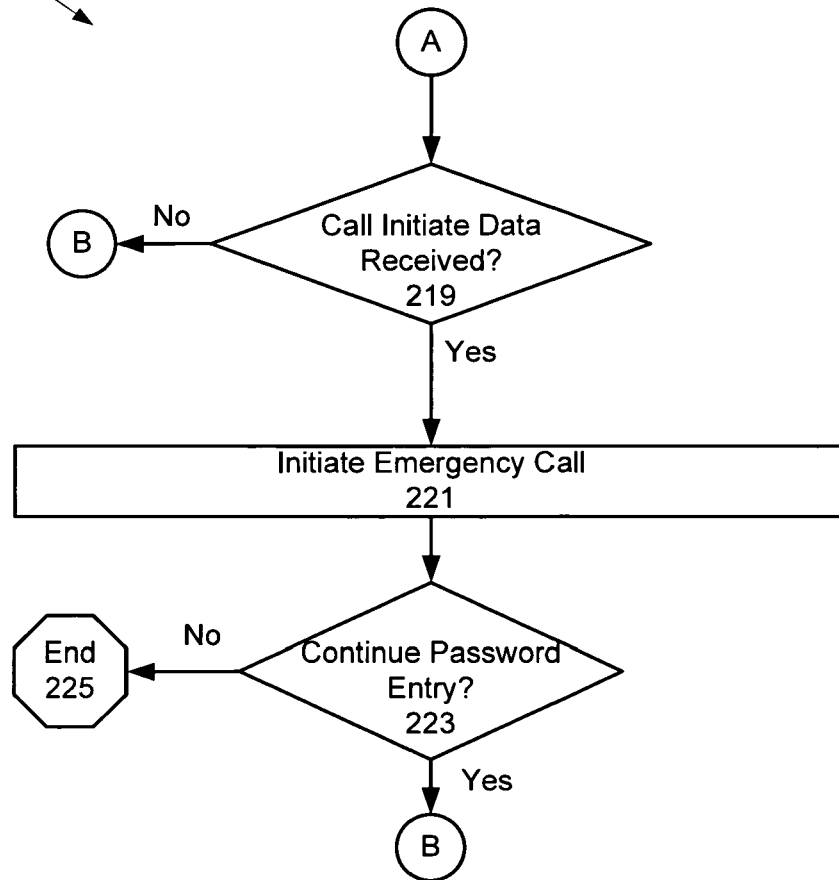 A
Call Initiate Data
Received?
219
No
B
Yes
Initiate Emergency Call
221
Continue Password
Entry?
223
No
End
225
Yes
B